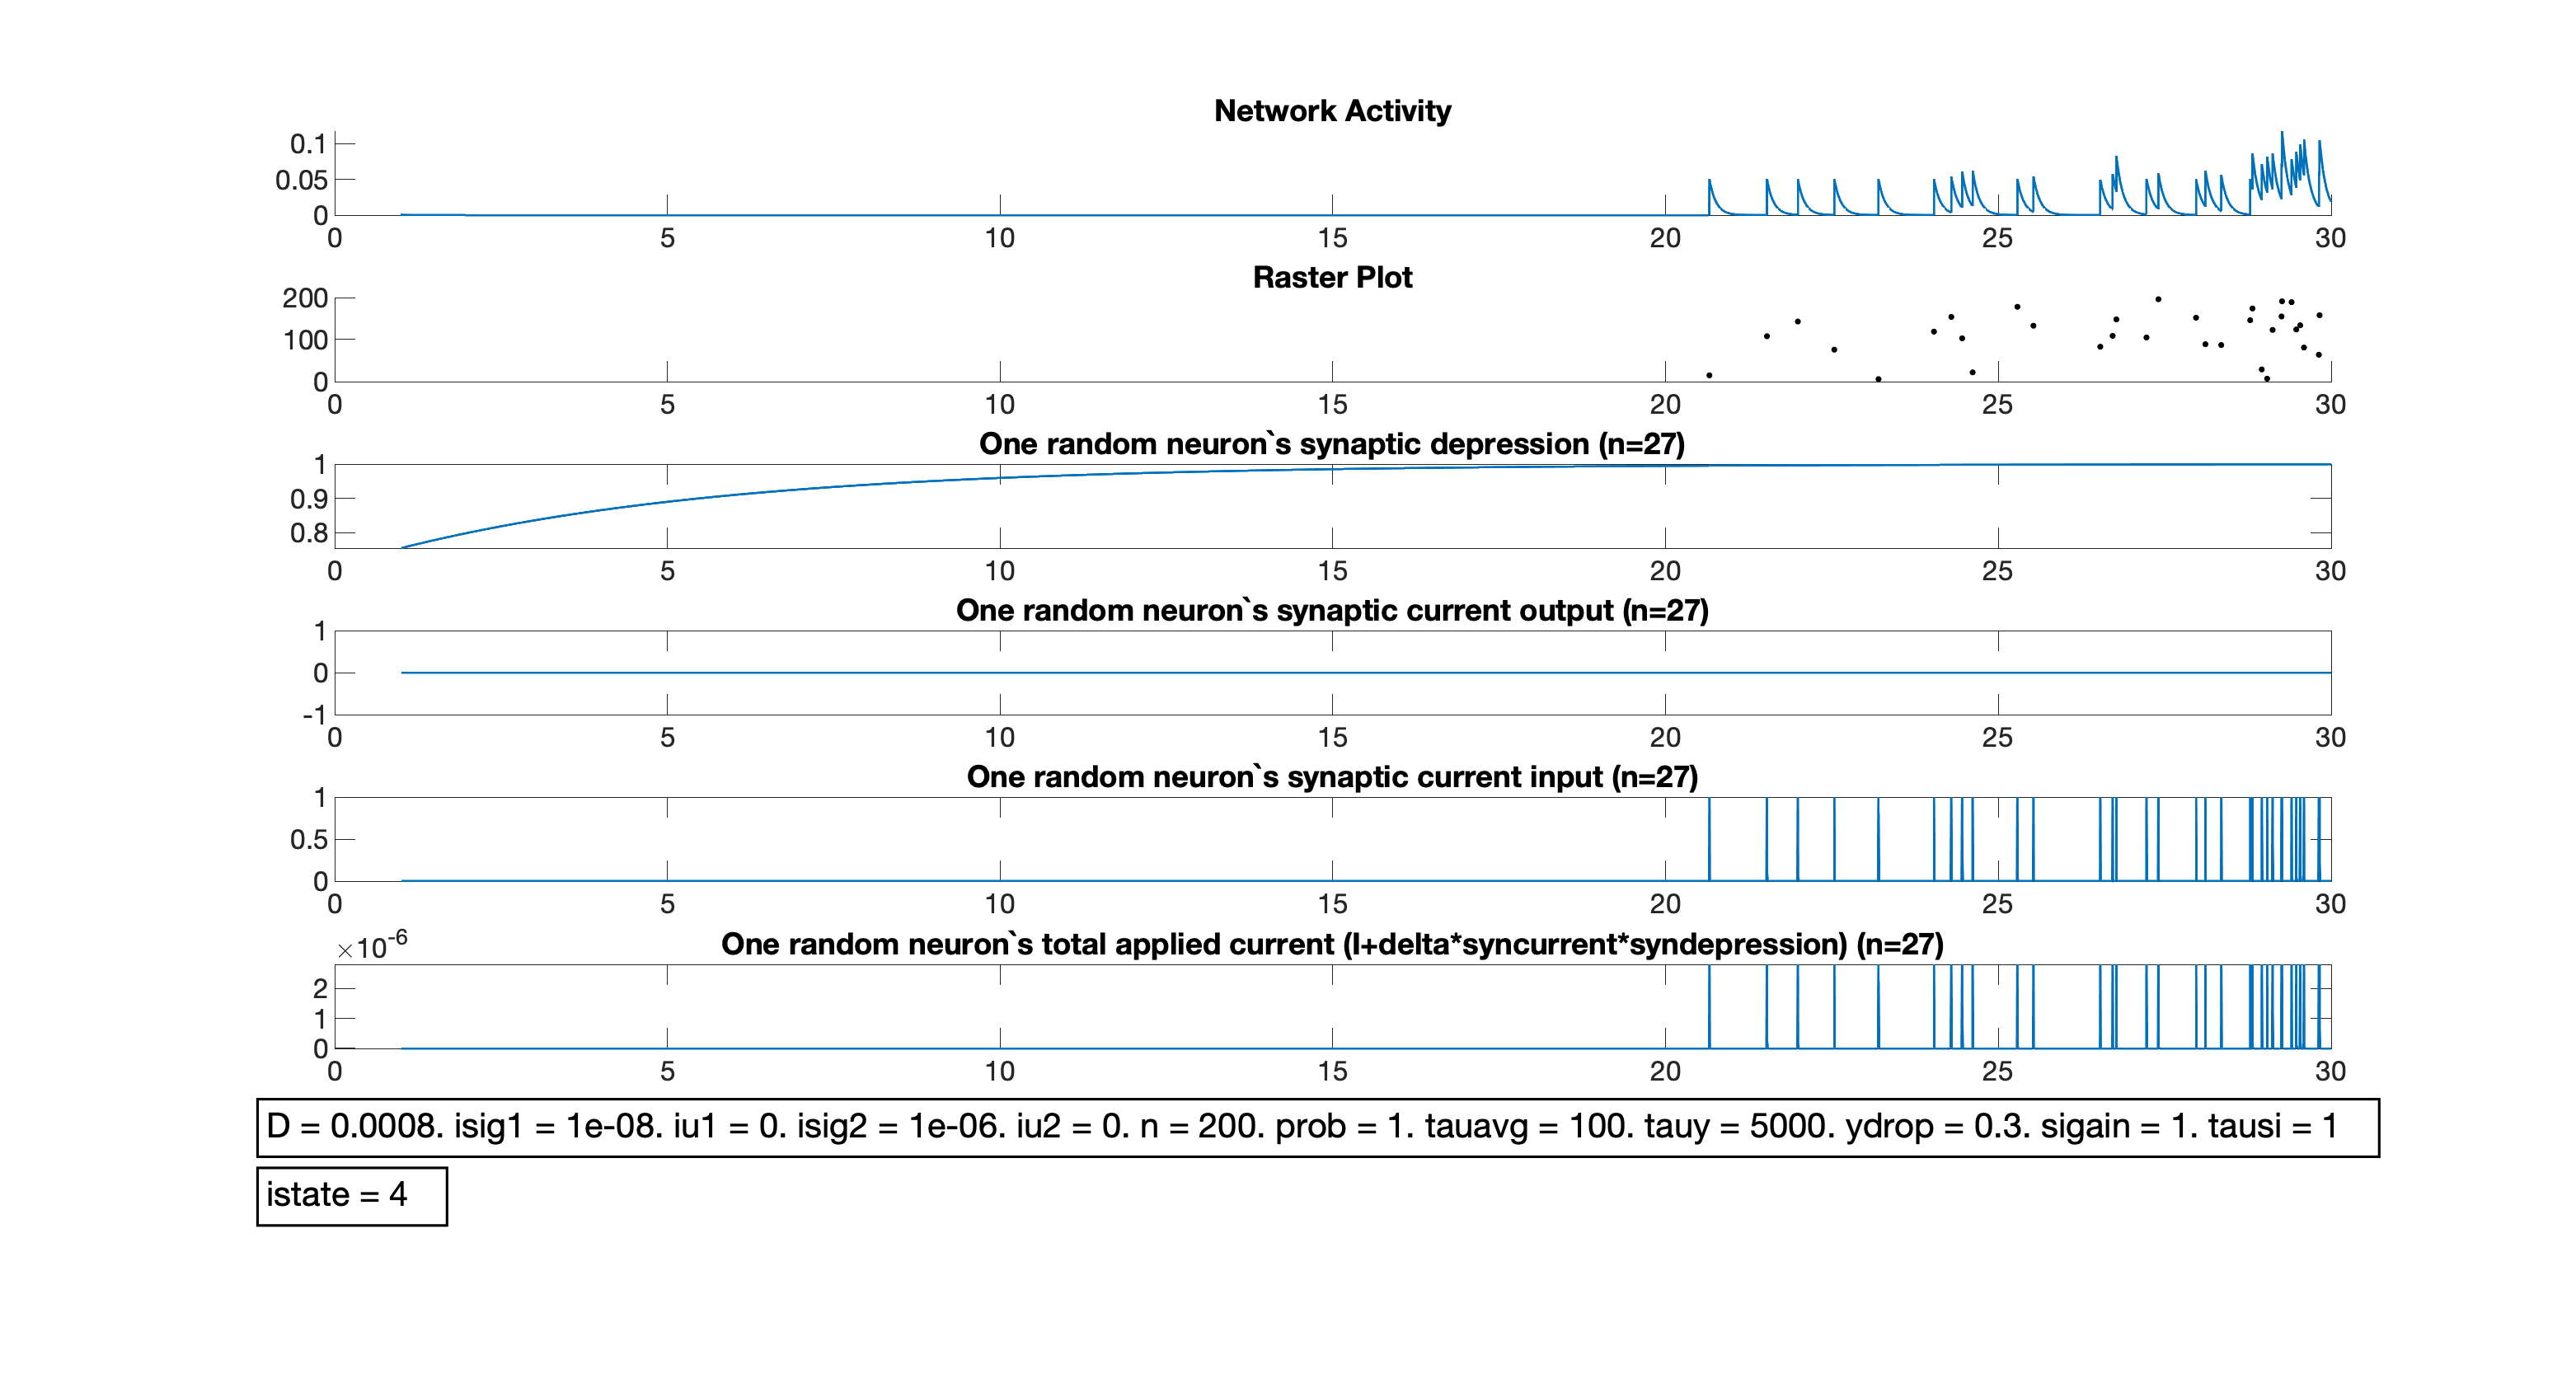 Network Activity
0.1
0.05
0
0 5 10 15 20 25 30
Raster Plot
200
100
0
0 5 10 15 20 25 30
One random neuron`s synaptic depression (n=27)
1
0.9
0.8
0 5 10 15 20 25 30
One random neuron`s synaptic current output (n=27)
1
0
-1
0 5 10 15 20 25 30
One random neuron`s synaptic current input (n=27)
1
0.5
0
0 5 10 15 20 25 30
×10-6 One random neuron`s total applied current (I+delta*syncurrent*syndepression) (n=27)
2
1
0
0 5 10 15 20 25 30
D = 0.0008. isig1 = 1e-08. iu1 = 0. isig2 = 1e-06. iu2 = 0. n = 200. prob = 1. tauavg = 100. tauy = 5000. ydrop = 0.3. sigain = 1. tausi = 1
istate = 4